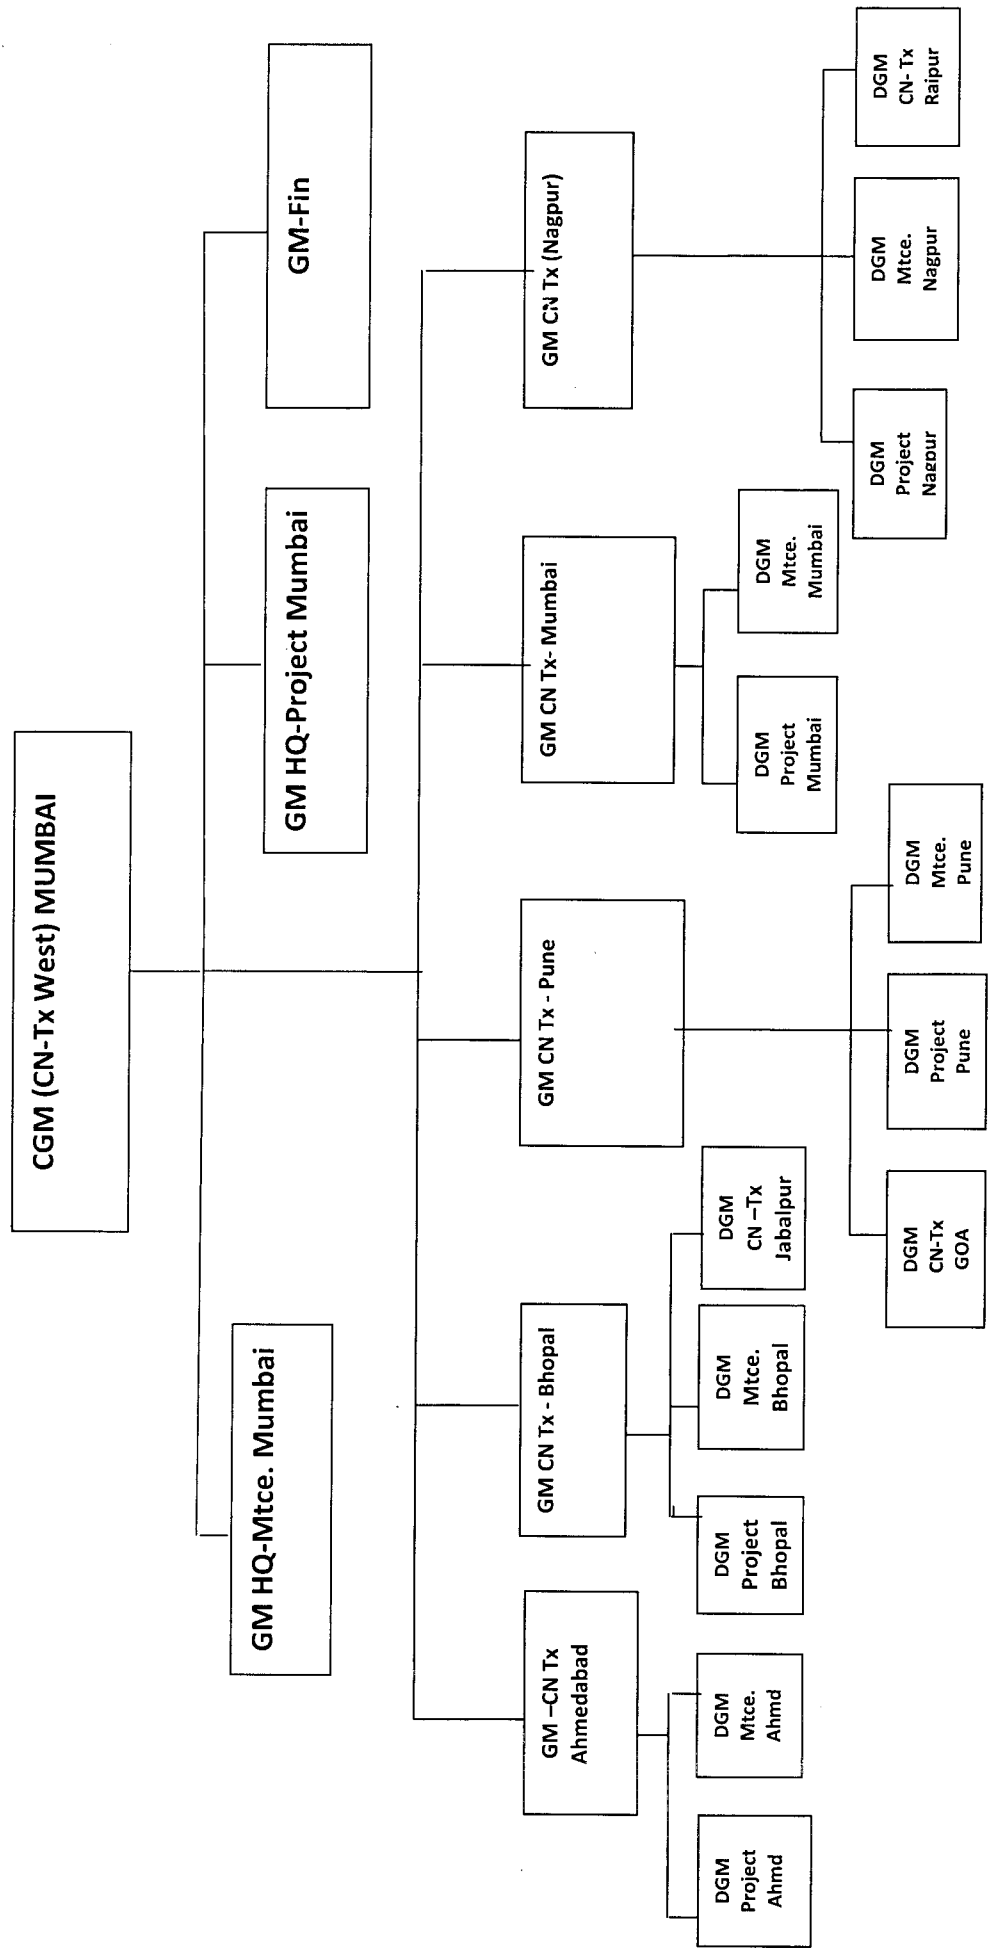 CGM (CN-Tx West) MUMBAI
GM HQ-Mtce. Mumbai
GM HQ-Project Mumbai
GM-Fin
GM –CN Tx
Ahmedabad
GM CN Tx - Bhopal
GM CN Tx - Pune
GM CN Tx- Mumbai
GM CN Tx (Nagpur)
DGM
Project
Ahmd
DGM
Mtce.
Ahmd
DGM
Project
Bhopal
DGM
Mtce.
Bhopal
DGM
CN –Tx
Jabalpur
DGM
CN-Tx
GOA
DGM
Project
Pune
DGM
Mtce.
Pune
DGM
Project
Mumbai
DGM
Mtce.
Mumbai
DGM
Project
Nagpur
DGM
Mtce.
Nagpur
DGM
CN- Tx
Raipur